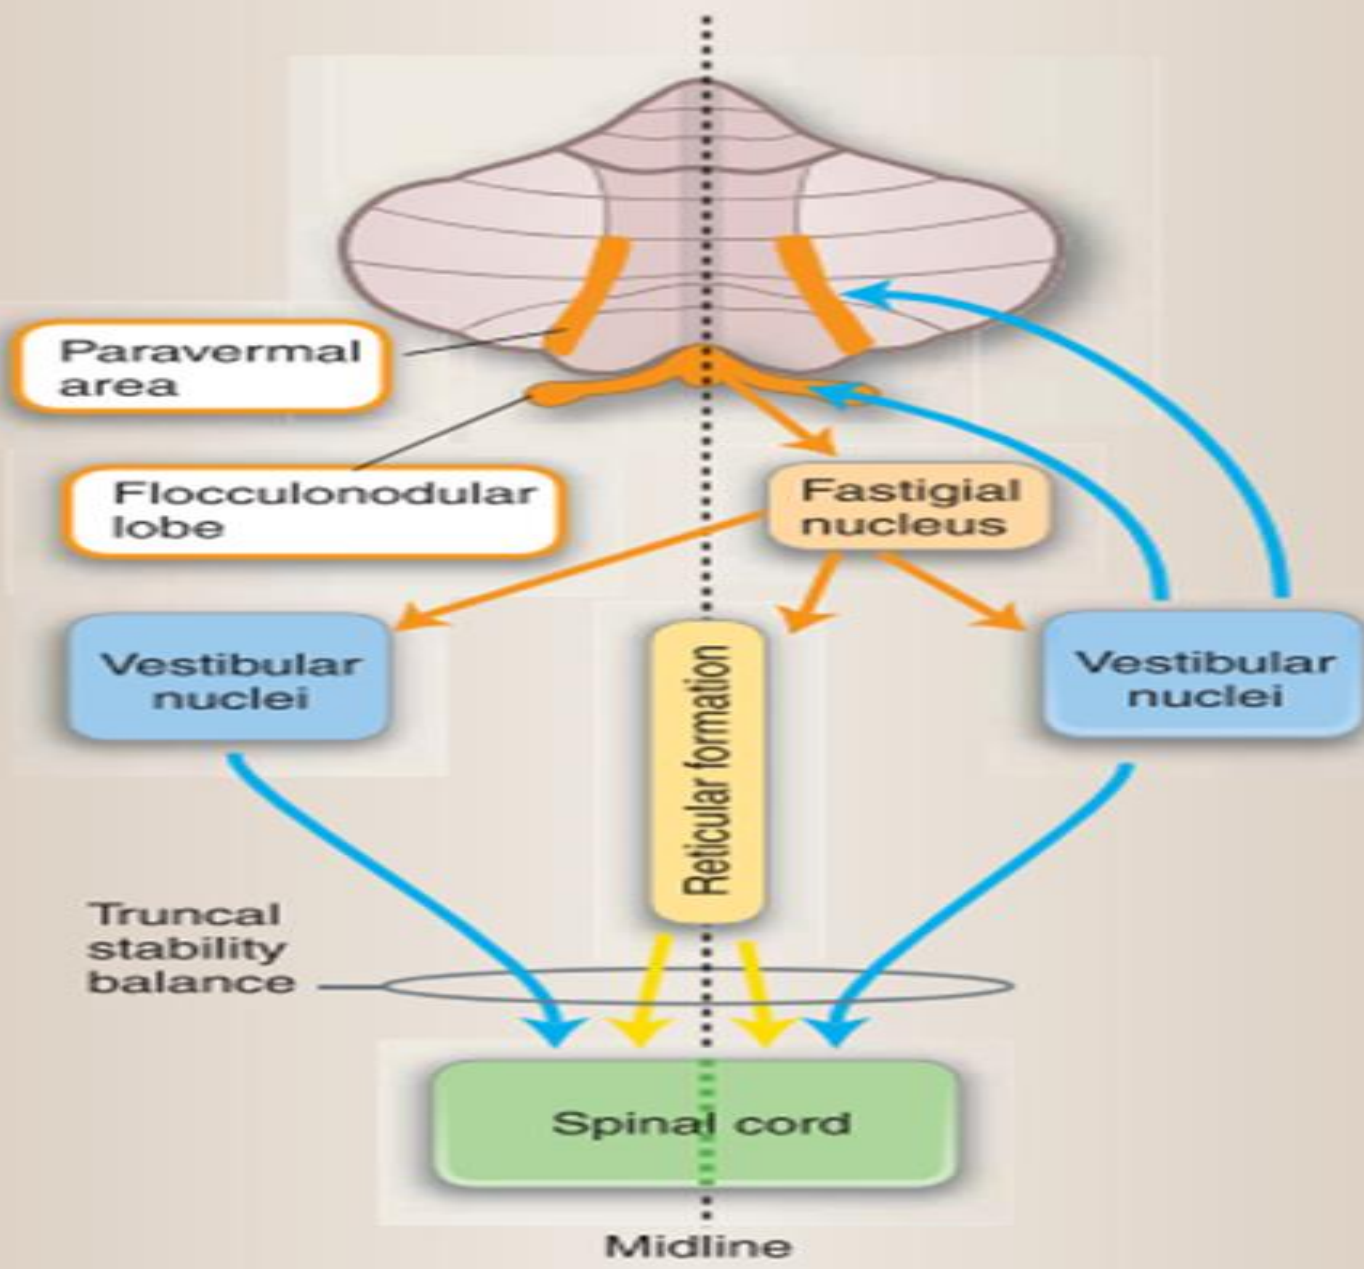 Paravermal
area
Flocculonodular
lobe
Fastigial
nucleus
Vestibular
nuclei
Reticular formation
Vestibular
nuclei
Truncal
stability
balance
Spinal cord
Midline